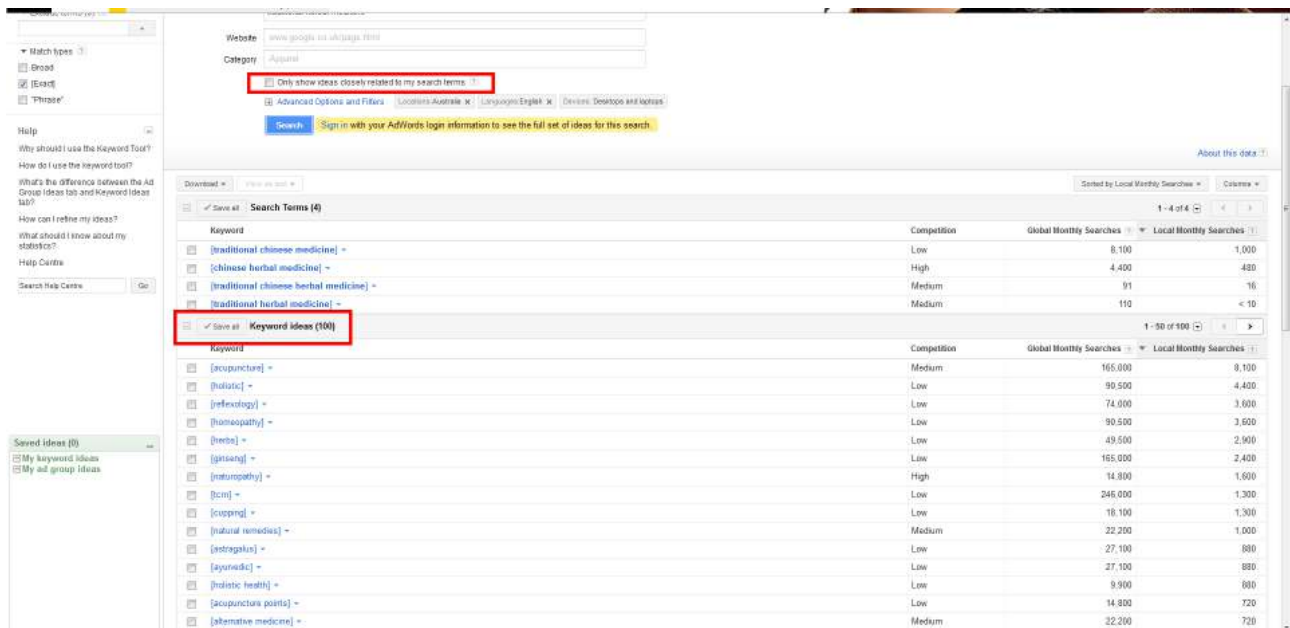 Website www.google.co.uk/page.html
Category Apparel
▼ Match types ?
Broad
[Exact]
"Phrase"
Only show ideas closely related to my search terms ?
Advanced Options and Filters Locations: Australia x Languages: English x Devices: Desktops and laptops
Search Sign in with your AdWords login information to see the full set of ideas for this search.
About this data ?
Help
Why should I use the Keyword Tool?
How do I use the keyword tool?
What's the difference between the Ad
Group Ideas tab and Keyword Ideas
tab?
How can I refine my ideas?
What should I know about my
statistics?
Help Centre
Search Help Centre Go
Saved ideas (0)
My keyword ideas
My ad group ideas
Download View as text Sorted by Local Monthly Searches Columns
Save all Search Terms (4) 1 - 4 of 4
Keyword Competition Global Monthly Searches ? Local Monthly Searches ?
[traditional chinese medicine] Low 8,100 1,000
[chinese herbal medicine] High 4,400 480
[traditional chinese herbal medicine] Medium 91 16
[traditional herbal medicine] Medium 110 < 10
Save all Keyword ideas (100) 1 - 50 of 100
Keyword Competition Global Monthly Searches ? Local Monthly Searches ?
[acupuncture] Medium 165,000 8,100
[holistic] Low 90,500 4,400
[reflexology] Low 74,000 3,600
[homeopathy] Low 90,500 3,600
[herbs] Low 49,500 2,900
[ginseng] Low 165,000 2,400
[naturopathy] High 14,800 1,600
[tcm] Low 246,000 1,300
[cupping] Low 18,100 1,300
[natural remedies] Medium 22,200 1,000
[astragalus] Low 27,100 880
[ayurvedic] Low 27,100 880
[holistic health] Low 9,900 880
[acupuncture points] Low 14,800 720
[alternative medicine] Medium 22,200 720